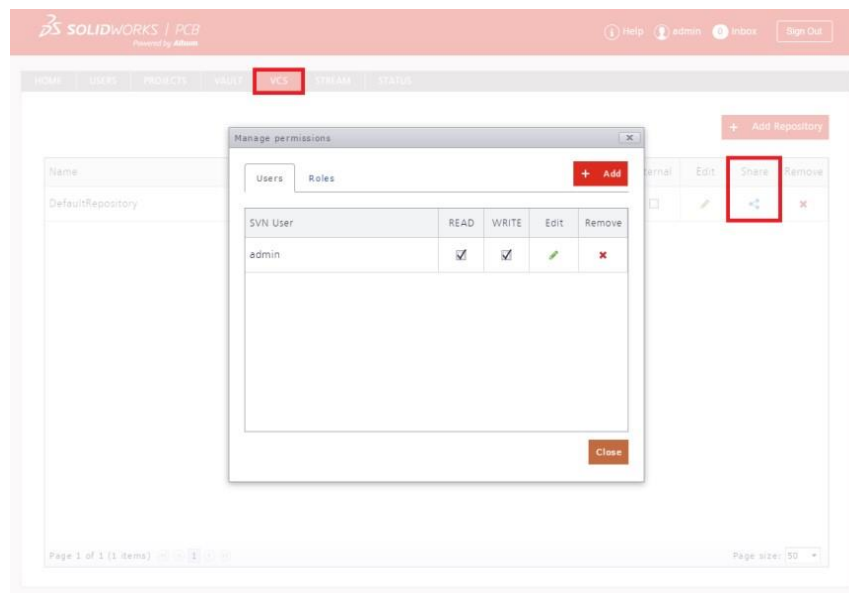 SOLIDWORKS | PCB
Powered by Altium
Help admin 0 Inbox Sign Out
HOME USERS PROJECTS VAULT VCS STREAM STATUS
+ Add Repository
Manage permissions
Name ternal Edit Share Remove
Users Roles + Add
DefaultRepository
SVN User READ WRITE Edit Remove
admin
Close
Page 1 of 1 (1 items) 1 Page size: 50